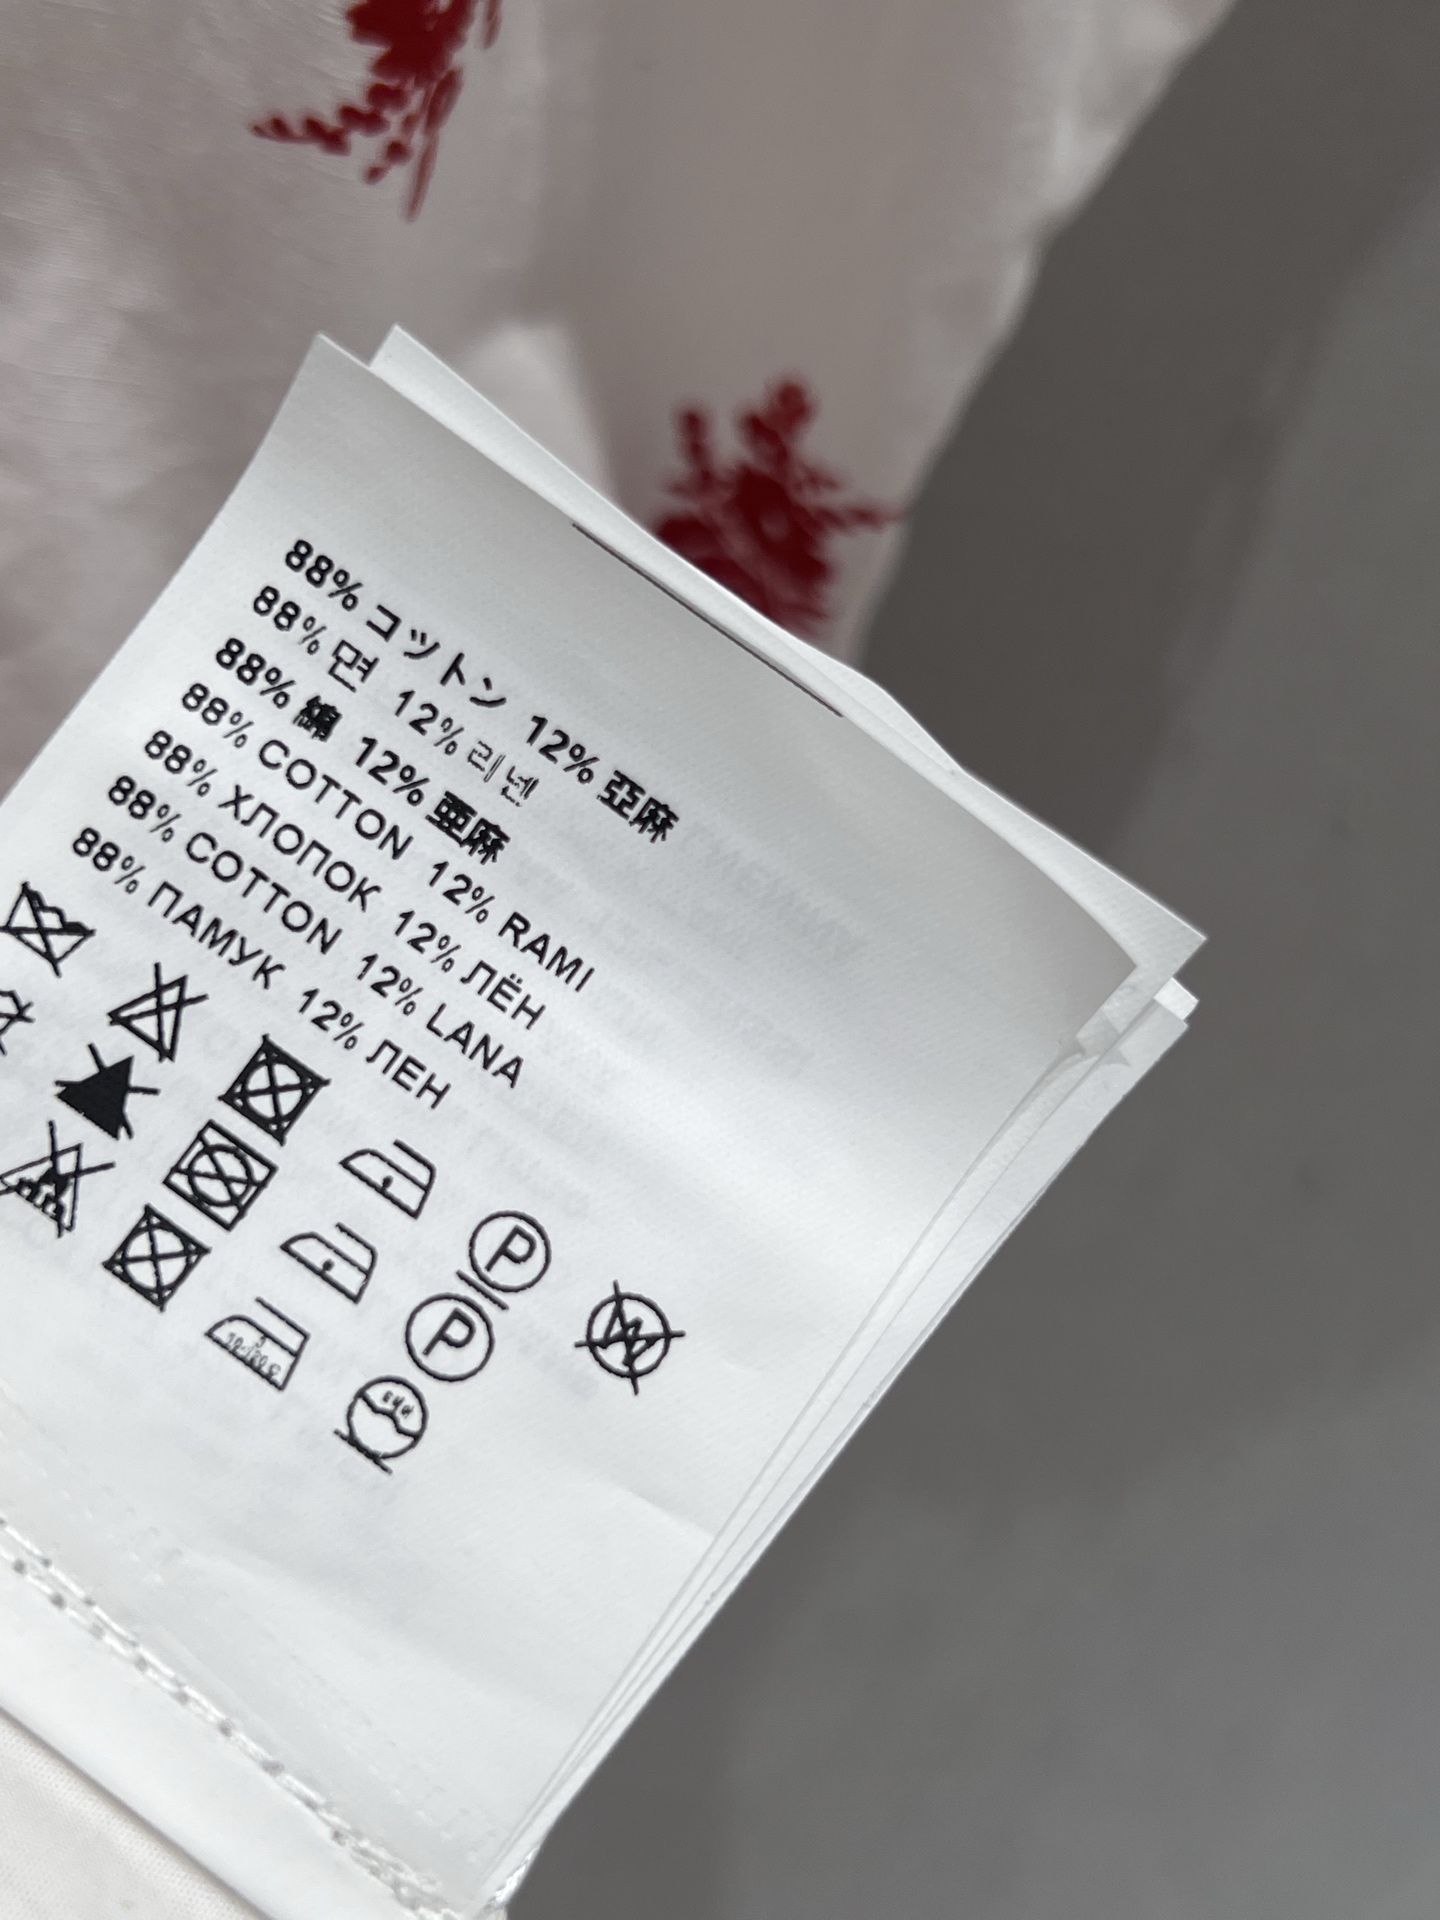 88% コットン 12% 亞麻
88% 면 12% 리넨
88% 綿 12% 亜麻
88% COTTON 12% RAMI
88% ХЛОПОК 12% ЛЁН
88% COTTON 12% LANA
88% ПАМУК 12% ЛЕН
P
P
W